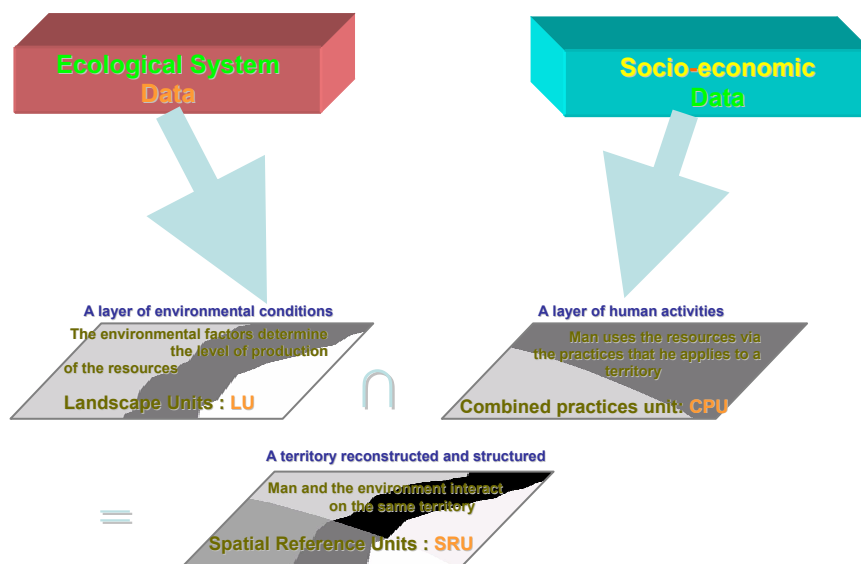 Ecological System
Data
Socio-economic
Data
A layer of environmental conditions
The environmental factors determine
the level of production
of the resources
Landscape Units : LU
∩
A layer of human activities
Man uses the resources via
the practices that he applies to a
territory
Combined practices unit: CPU
=
A territory reconstructed and structured
Man and the environment interact
on the same territory
Spatial Reference Units : SRU